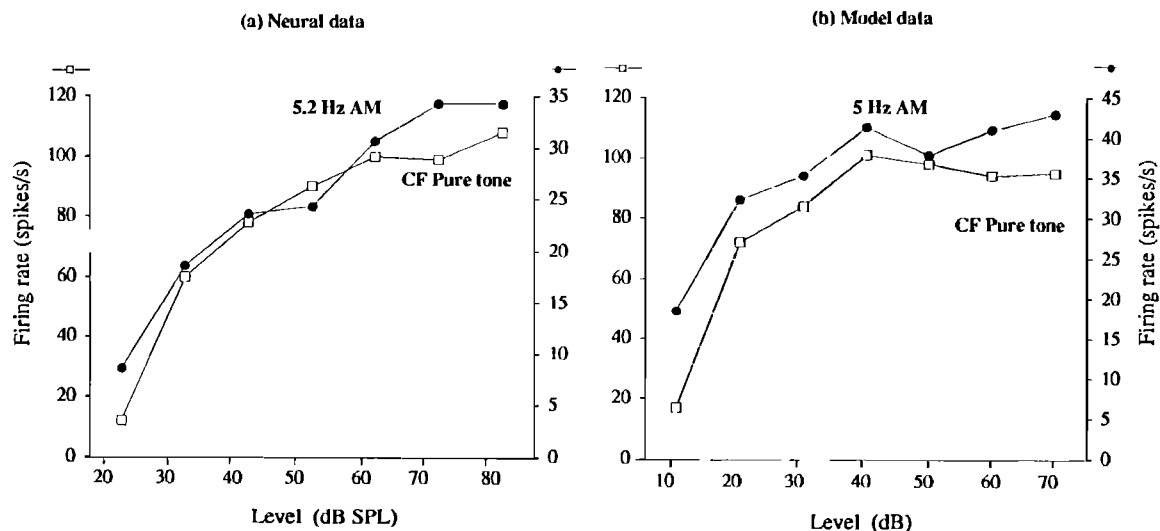 (a) Neural data
(b) Model data
120
100
80
60
40
20
0
35
30
25
20
15
10
5
0
5.2 Hz AM
CF Pure tone
20 30 40 50 60 70 80
Firing rate (spikes/s)
Level (dB SPL)
120
100
80
60
40
20
0
45
40
35
30
25
20
15
10
5
0
5 Hz AM
CF Pure tone
10 20 30 40 50 60 70
Firing rate (spikes/s)
Level (dB)